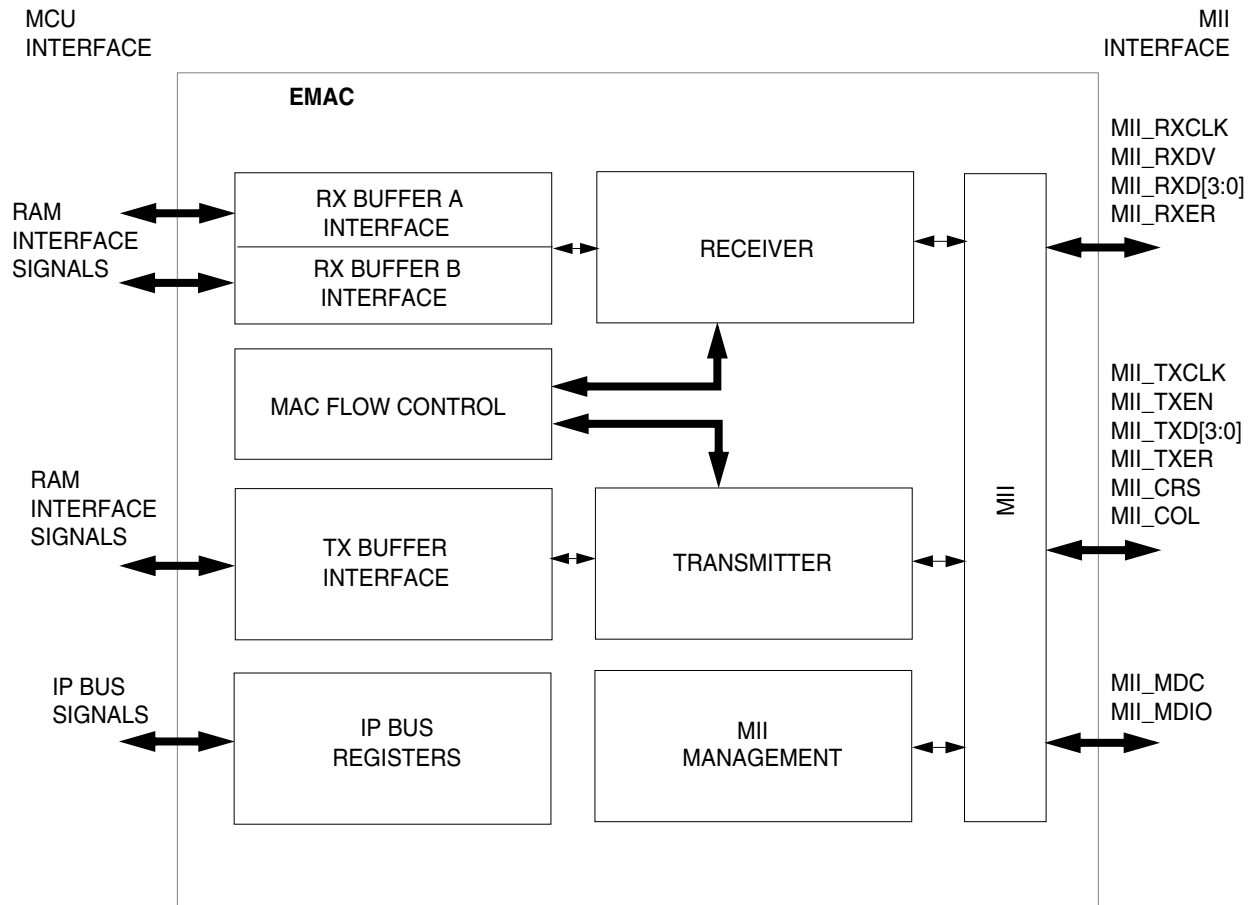 MCU
INTERFACE
MII
INTERFACE
EMAC
RAM
INTERFACE
SIGNALS
RX BUFFER A
INTERFACE
RX BUFFER B
INTERFACE
RECEIVER
MII_RXCLK
MII_RXDV
MII_RXD[3:0]
MII_RXER
MAC FLOW CONTROL
RAM
INTERFACE
SIGNALS
TX BUFFER
INTERFACE
TRANSMITTER
MII
MII_TXCLK
MII_TXEN
MII_TXD[3:0]
MII_TXER
MII_CRS
MII_COL
IP BUS
SIGNALS
IP BUS
REGISTERS
MII
MANAGEMENT
MII_MDC
MII_MDIO